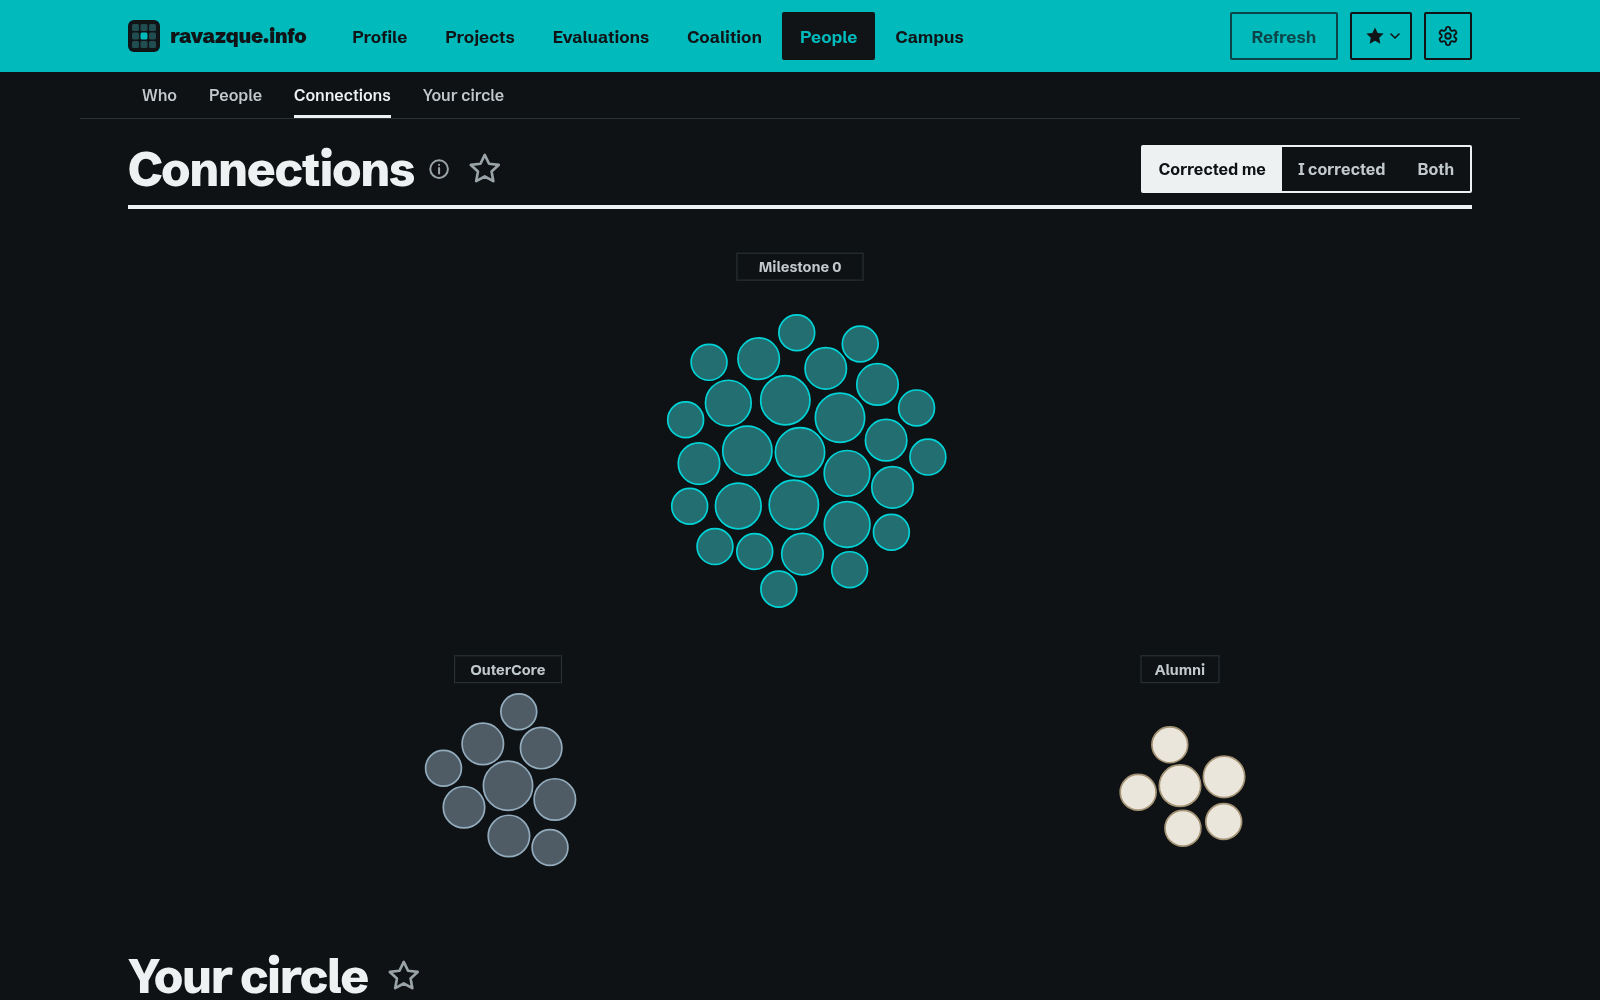 ravazque.info
Profile
Projects
Evaluations
Coalition
People
Campus
Refresh
Who
People
Connections
Your circle
Connections
Corrected me
I corrected
Both
Milestone 0
OuterCore
Alumni
Your circle